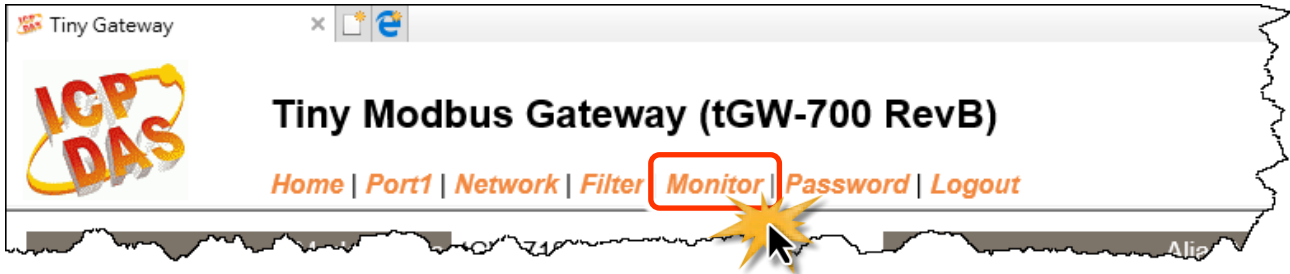 Tiny Gateway
ICP
DAS
Tiny Modbus Gateway (tGW-700 RevB)
Home | Port1 | Network | Filter | Monitor | Password | Logout